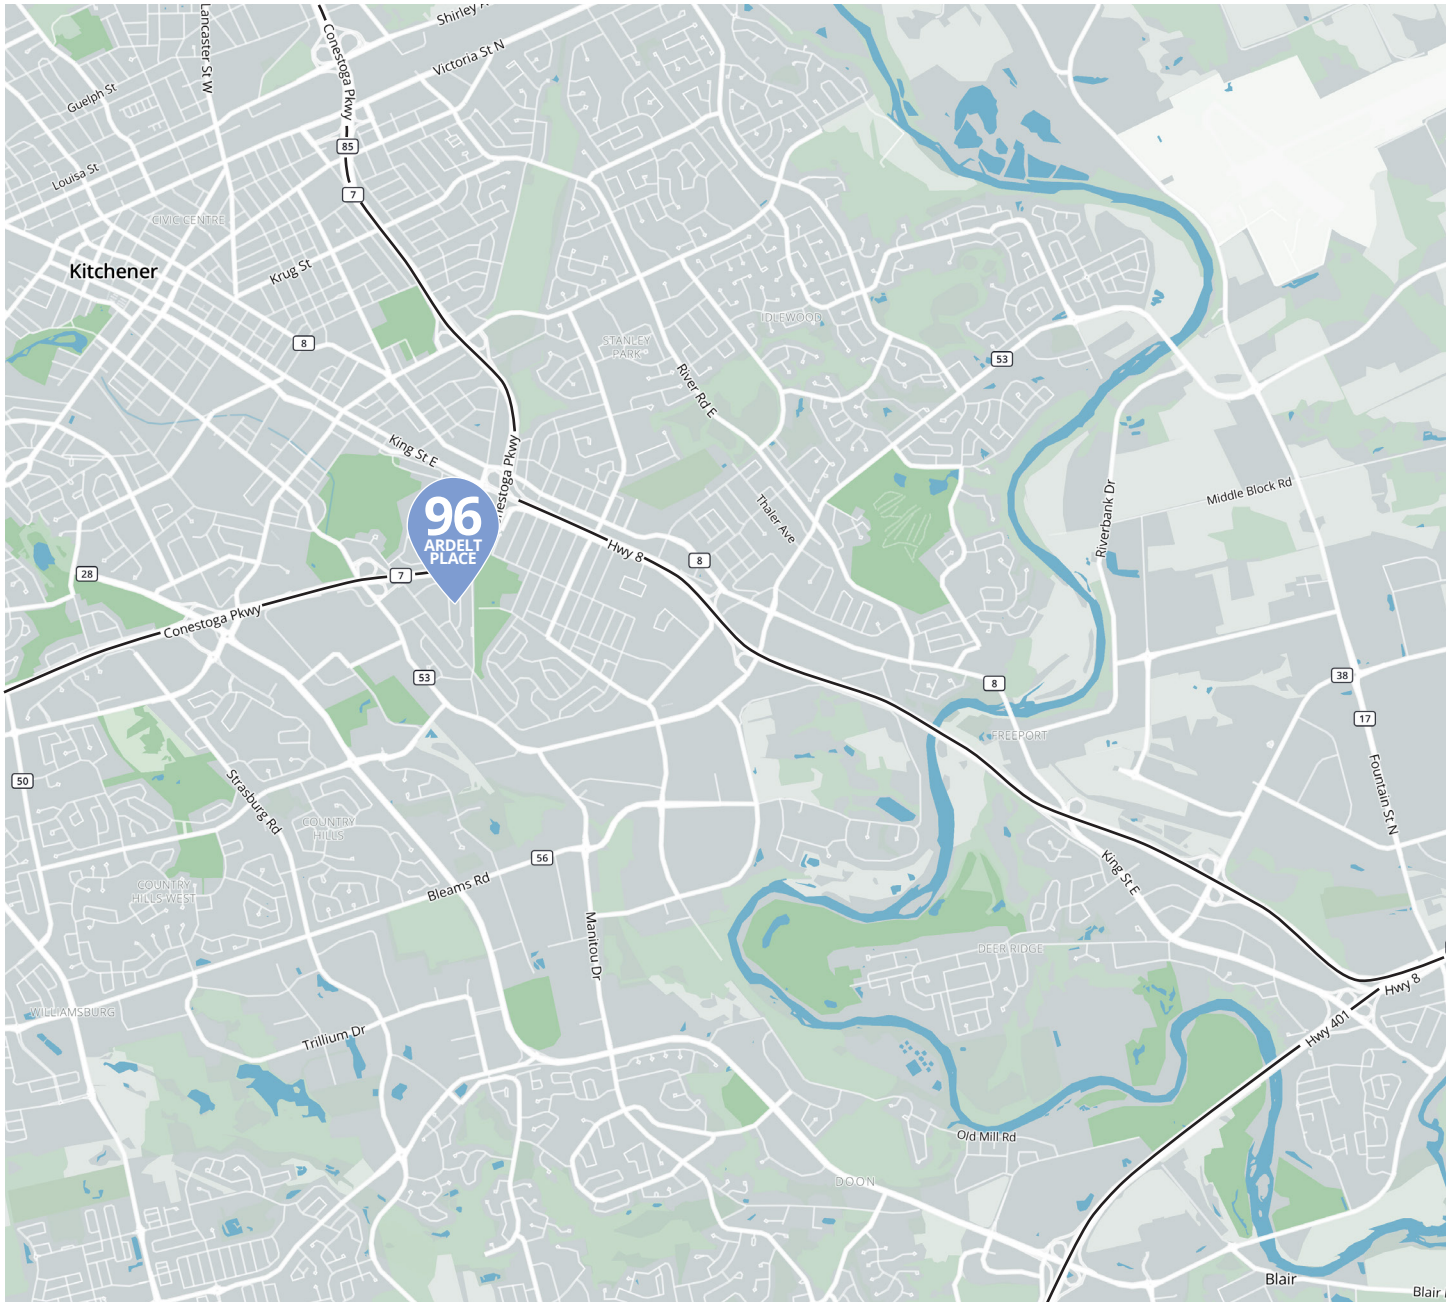 Lancaster St W
Shirley A
Conestoga Pkwy
Victoria St N
Guelph St
85
Louisa St
7
CIVIC CENTRE
Krug St
Kitchener
8
IDLEWOOD
STANLEY
PARK
53
River Rd E
King St E
Conestoga Pkwy
Middle Block Rd
Thaler Ave
Riverbank Dr
96
ARDELT
PLACE
Hwy 8
8
28
7
Conestoga Pkwy
53
8
38
17
FREEPORT
50
Strasburg Rd
Fountain St N
COUNTRY
HILLS
56
King St E
Bleams Rd
COUNTRY
HILLS WEST
Manitou Dr
DEER RIDGE
Hwy 8
WILLIAMSBURG
Hwy 401
Trillium Dr
Old Mill Rd
DOON
Blair
Blair